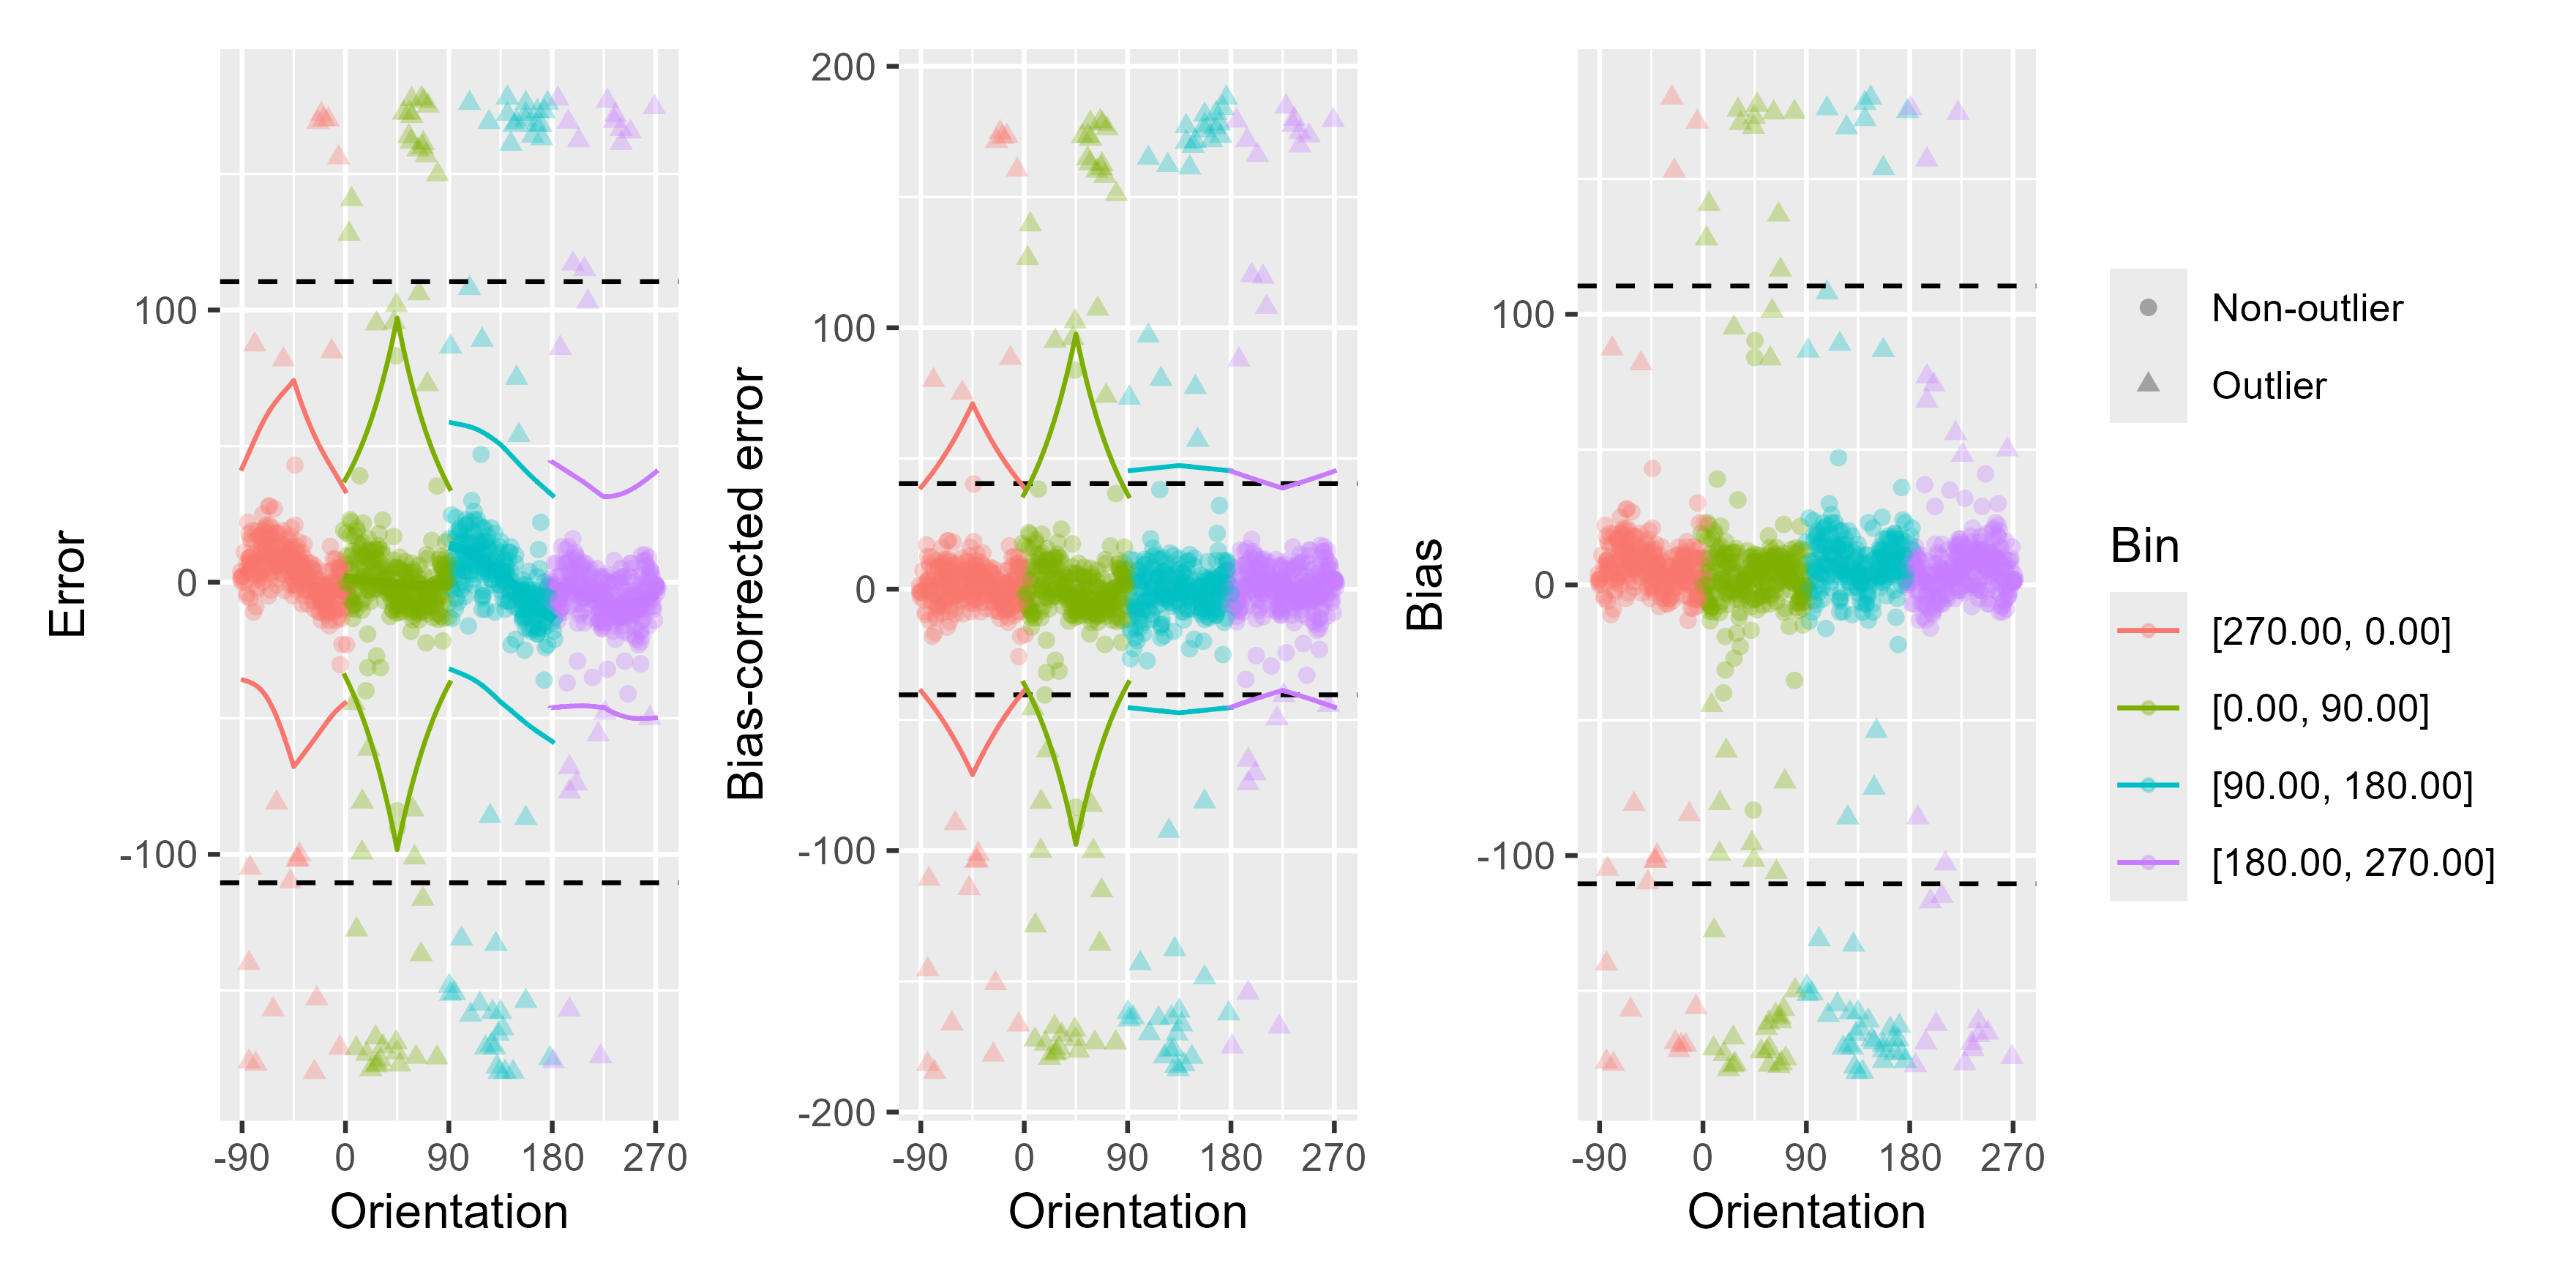 Error
100
0
-100
-90 0 90 180 270
Orientation
Bias-corrected error
200
100
0
-100
-200
-90 0 90 180 270
Orientation
Bias
100
0
-100
-90 0 90 180 270
Orientation
Non-outlier
Outlier
Bin
[270.00, 0.00]
[0.00, 90.00]
[90.00, 180.00]
[180.00, 270.00]